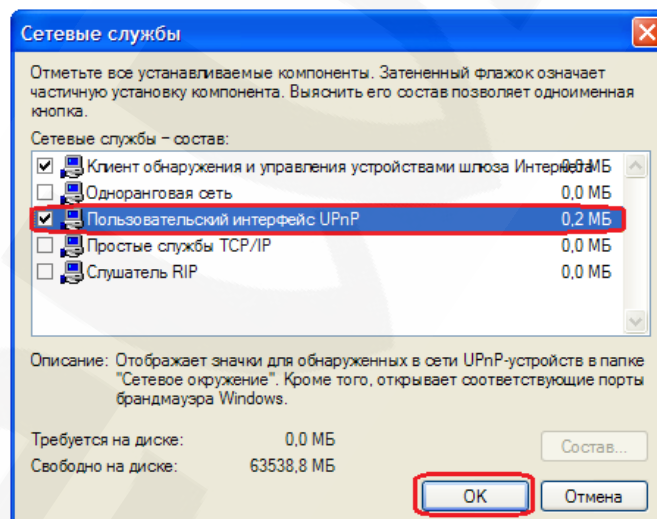 Сетевые службы
Отметьте все устанавливаемые компоненты. Затененный флажок означает
частичную установку компонента. Выяснить его состав позволяет одноименная
кнопка.
Сетевые службы – состав:
Клиент обнаружения и управления устройствами шлюза Интернета 0,0 МБ
Одноранговая сеть 0,0 МБ
Пользовательский интерфейс UPnP 0,2 МБ
Простые службы TCP/IP 0,0 МБ
Слушатель RIP 0,0 МБ
Описание: Отображает значки для обнаруженных в сети UPnP-устройств в папке
"Сетевое окружение". Кроме того, открывает соответствующие порты
брандмауэра Windows.
Требуется на диске: 0,0 МБ
Состав...
Свободно на диске: 63538,8 МБ
OK Отмена